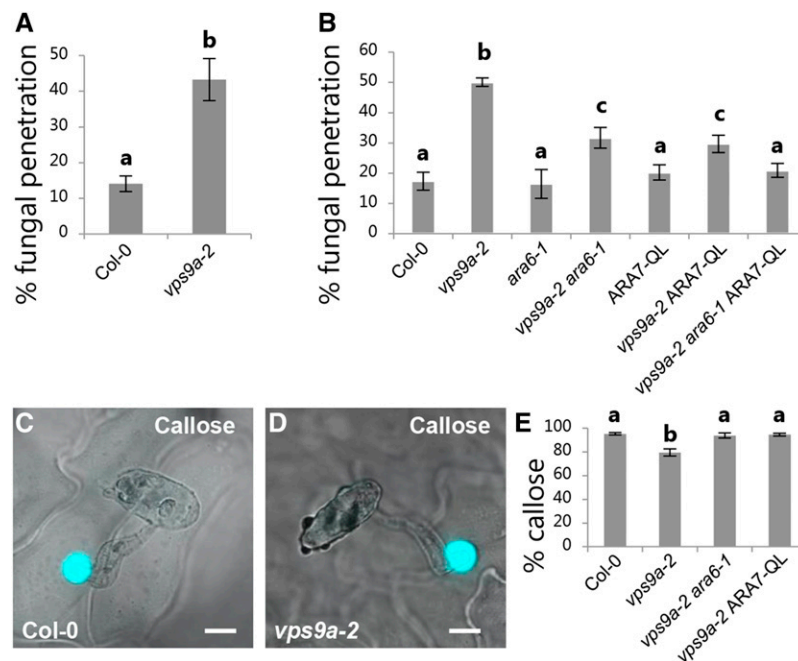 A
% fungal penetration
50
40
30
20
10
0
a
b
Col-0
vps9a-2
B
% fungal penetration
60
50
40
30
20
10
0
a
b
a
c
a
c
a
Col-0
vps9a-2
ara6-1
vps9a-2 ara6-1
ARA7-QL
vps9a-2 ARA7-QL
vps9a-2 ara6-1 ARA7-QL
C
Callose
Col-0
D
Callose
vps9a-2
E
% callose
100
80
60
40
20
0
a
b
a
a
Col-0
vps9a-2
vps9a-2 ara6-1
vps9a-2 ARA7-QL